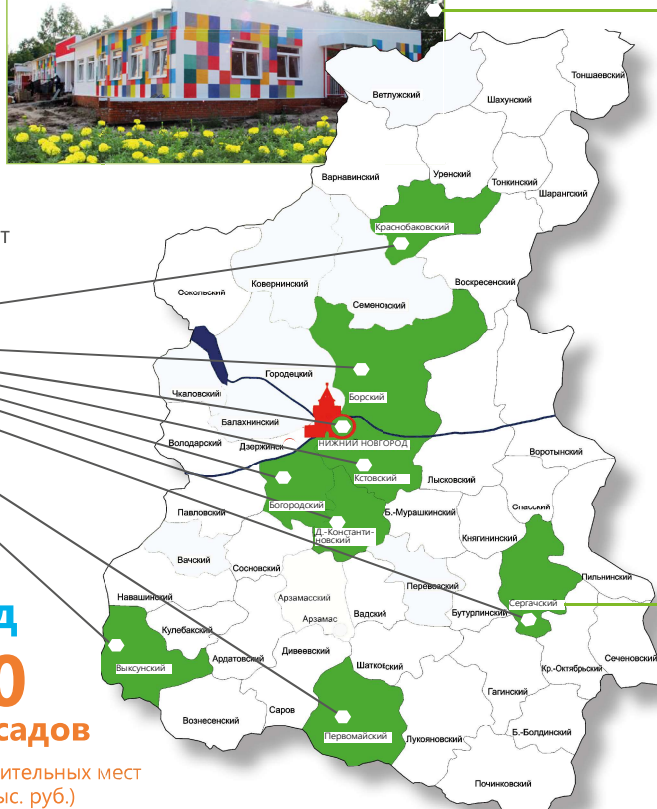 Тоншаевский
Ветлужский
Шахунский
Варнавинский
Уренский
Тонкинский
Шарангский
Т
Краснобаковский
Ковернинский
Воскресенский
Сокольский
Семеновский
Городецкий
Чкаловский
Борский
Балахнинский
Володарский
Дзержинск
НИЖНИЙ НОВГОРОД
Воротынский
Кстовский
Лысковский
Богородский
Спасский
Павловский
Б.-Мурашкинский
Д.-Константи-
новский
Княгининский
Вачский
Сосновский
Пильнинский
Перевозский
Навашинский
Арзамасский
Сергачский
Бутурлинский
Вадский
Арзамас
д
Кулебакский
Дивеевский
Ардатовский
Сеченовский
Шатковский
Выксунский
Кр.-Октябрьский
0
Гагинский
Саров
Вознесенский
садов
Первомайский
Лукояновский
Б.-Болдинский
ительных мест
Починковский
ыс. руб.)